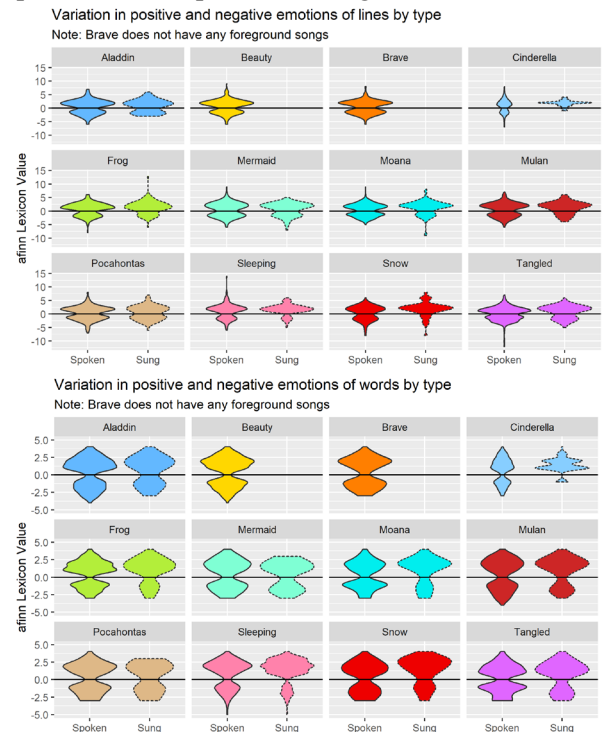 Variation in positive and negative emotions of lines by type
Note: Brave does not have any foreground songs
Aladdin Beauty Brave Cinderella
15
10
5
0
-5
-10
Frog Mermaid Moana Mulan
15
10
5
0
-5
-10
afinn Lexicon Value
Pocahontas Sleeping Snow Tangled
15
10
5
0
-5
-10
Spoken Sung Spoken Sung Spoken Sung Spoken Sung
Variation in positive and negative emotions of words by type
Note: Brave does not have any foreground songs
Aladdin Beauty Brave Cinderella
5.0
2.5
0.0
-2.5
-5.0
Frog Mermaid Moana Mulan
5.0
2.5
0.0
-2.5
-5.0
afinn Lexicon Value
Pocahontas Sleeping Snow Tangled
5.0
2.5
0.0
-2.5
-5.0
Spoken Sung Spoken Sung Spoken Sung Spoken Sung